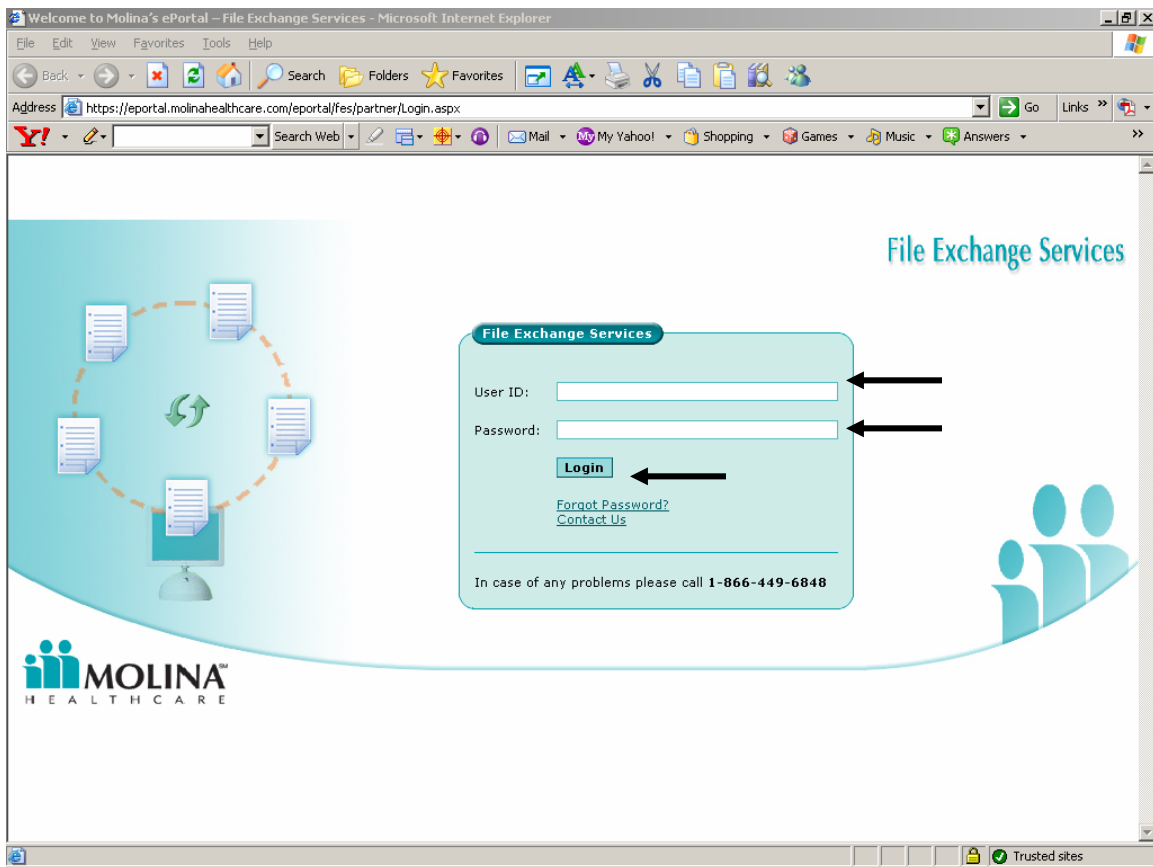 Welcome to Molina's ePortal – File Exchange Services - Microsoft Internet Explorer
File Edit View Favorites Tools Help
Back Search Folders Favorites
Address https://eportal.molinahealthcare.com/eportal/fes/partner/Login.aspx Go Links »
Y! Search Web Mail My Yahoo! Shopping Games Music Answers »
File Exchange Services
File Exchange Services
User ID:
Password:
Login
Forgot Password?
Contact Us
In case of any problems please call 1-866-449-6848
MOLINA SM
HEALTHCARE
Trusted sites